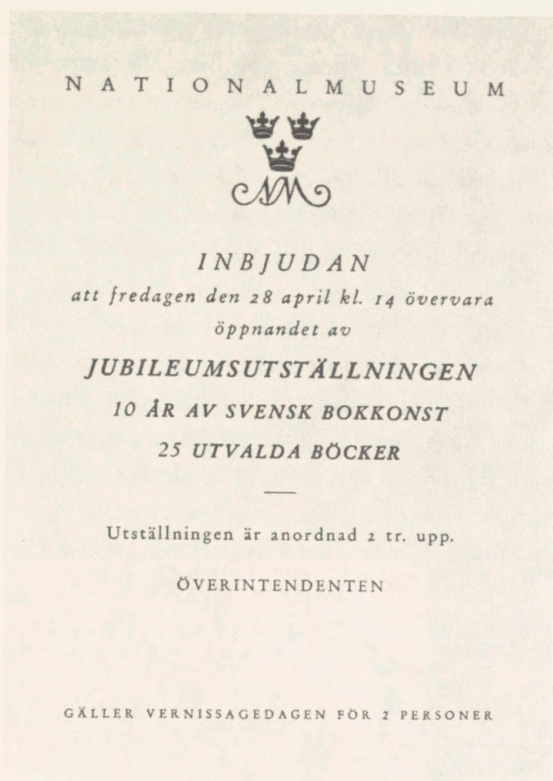 NATIONALMUSEUM
NM
INBJUDAN
att fredagen den 28 april kl. 14 övervara
öppnandet av
JUBILEUMSUTSTÄLLNINGEN
10 ÅR AV SVENSK BOKKONST
25 UTVALDA BÖCKER
Utställningen är anordnad 2 tr. upp.
ÖVERINTENDENTEN
GÄLLER VERNISSAGEDAGEN FÖR 2 PERSONER